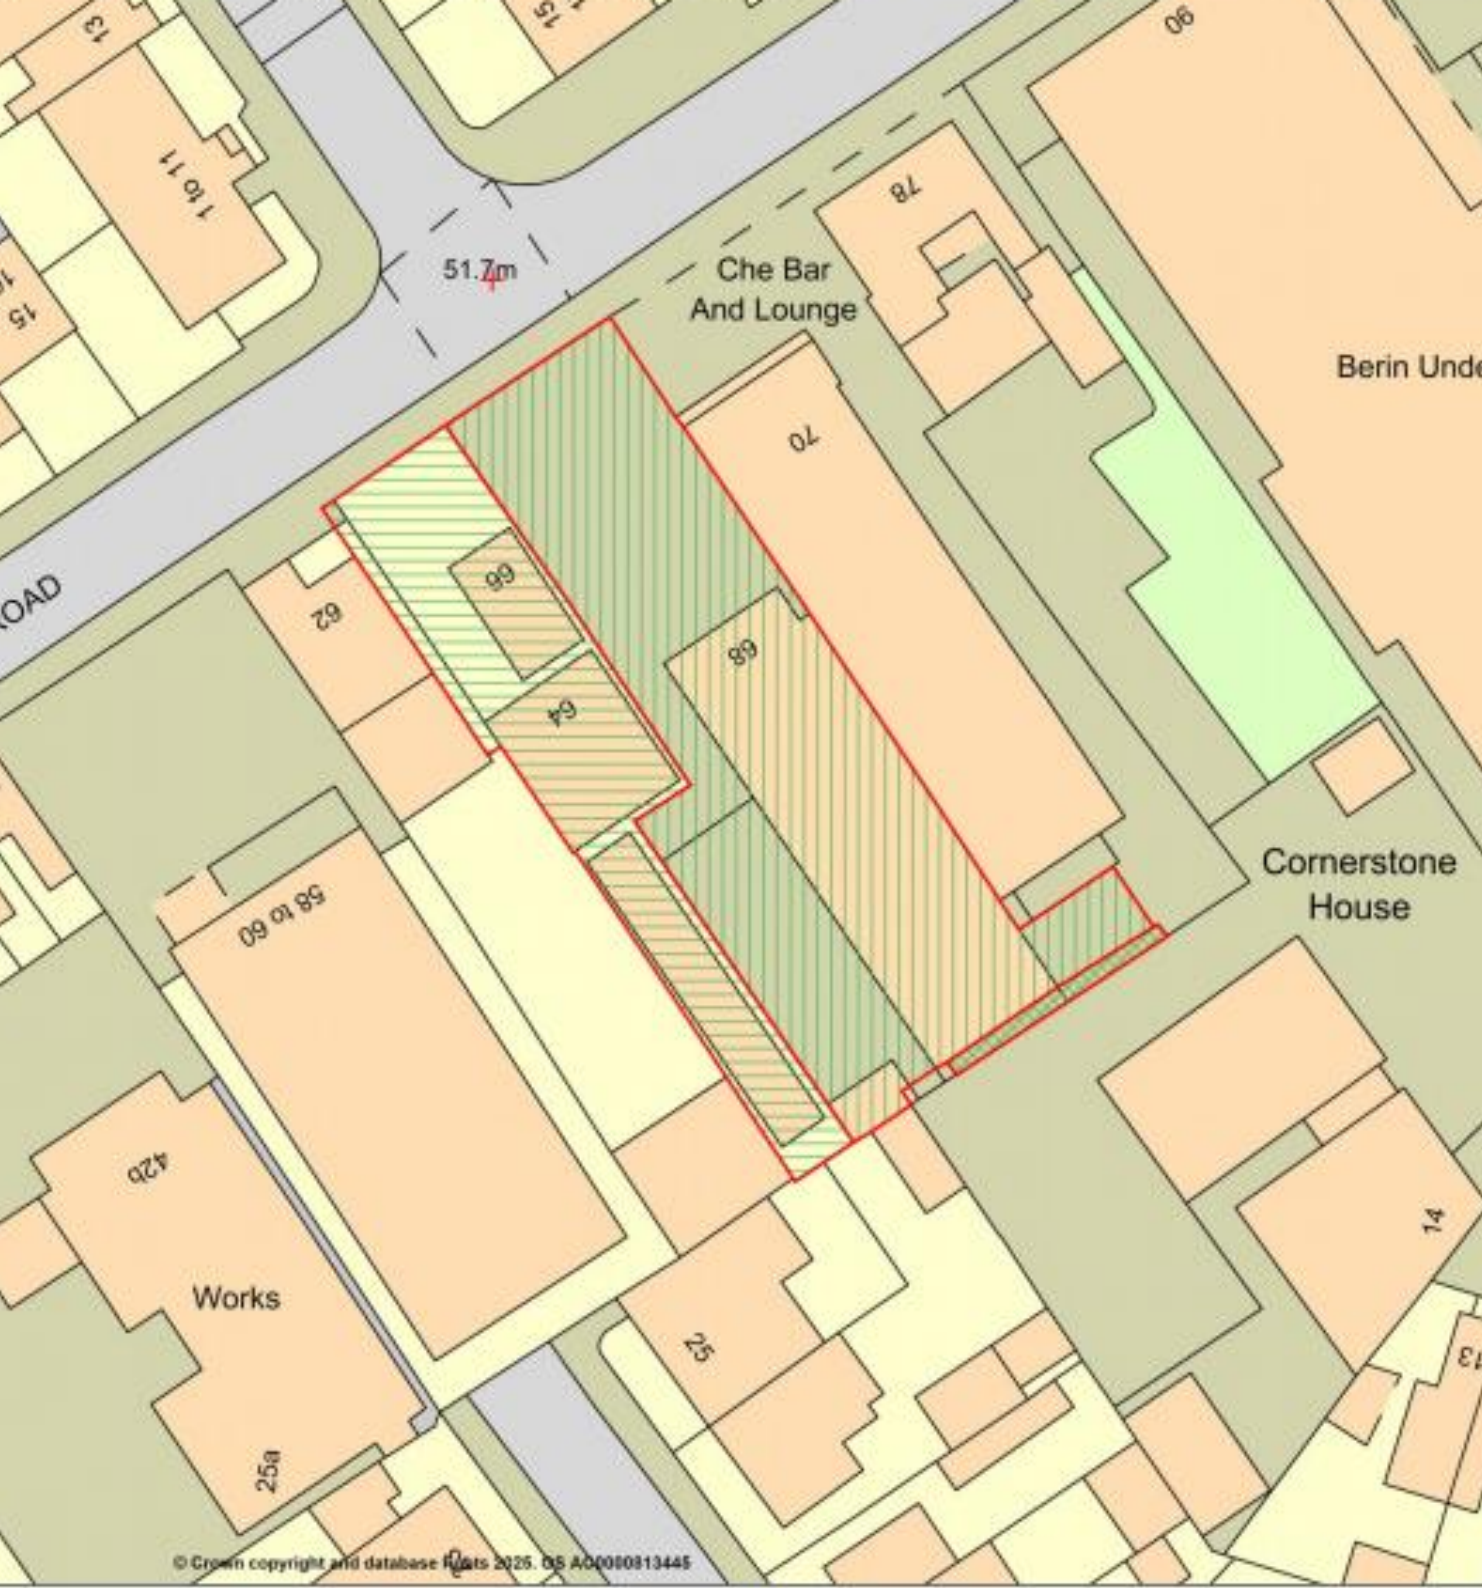 13
15
90
1 to 11
78
51.7m
Che Bar
And Lounge
15
Berin Unde
70
ROAD
66
62
68
64
Cornerstone
House
58 to 60
42b
14
Works
25
13
25a
© Crown copyright and database Rights 2025. OS AC0000813445